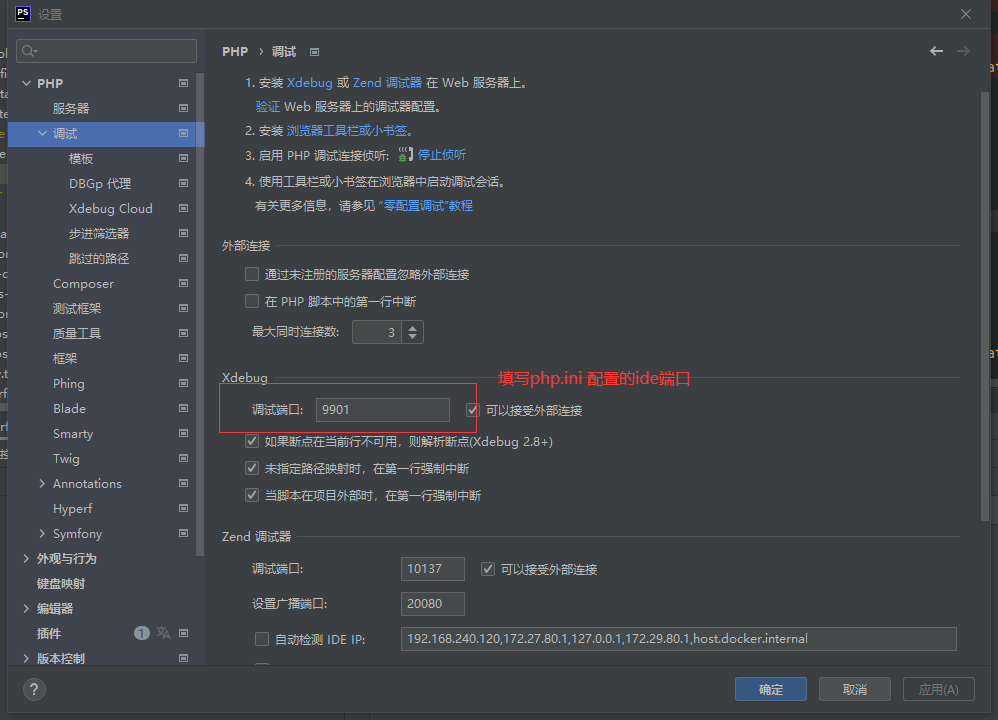 PS 设置
PHP › 调试
PHP
服务器
调试
模板
DBGp 代理
Xdebug Cloud
步进筛选器
跳过的路径
Composer
测试框架
质量工具
框架
Phing
Blade
Smarty
Twig
Annotations
Hyperf
Symfony
外观与行为
键盘映射
编辑器
插件 1
版本控制
1. 安装 Xdebug 或 Zend 调试器 在 Web 服务器上。
验证 Web 服务器上的调试器配置。
2. 安装 浏览器工具栏或小书签。
3. 启用 PHP 调试连接侦听: 停止侦听
4. 使用工具栏或小书签在浏览器中启动调试会话。
有关更多信息，请参见 "零配置调试"教程
外部连接
通过未注册的服务器配置忽略外部连接
在 PHP 脚本中的第一行中断
最大同时连接数: 3
Xdebug
填写php.ini 配置的ide端口
调试端口: 9901 可以接受外部连接
如果断点在当前行不可用，则解析断点(Xdebug 2.8+)
未指定路径映射时，在第一行强制中断
当脚本在项目外部时，在第一行强制中断
Zend 调试器
调试端口: 10137 可以接受外部连接
设置广播端口: 20080
自动检测 IDE IP: 192.168.240.120,172.27.80.1,127.0.0.1,172.29.80.1,host.docker.internal
? 确定 取消 应用(A)